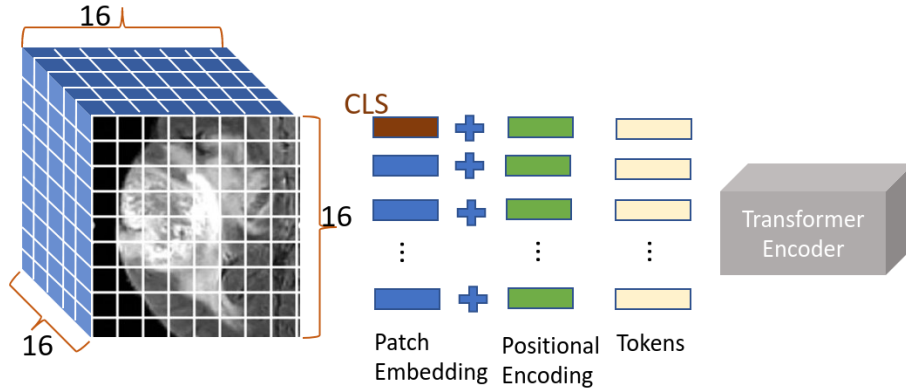 16
CLS
16
16
Transformer
Encoder
⋮ ⋮ ⋮
Patch
Embedding
Positional
Encoding
Tokens